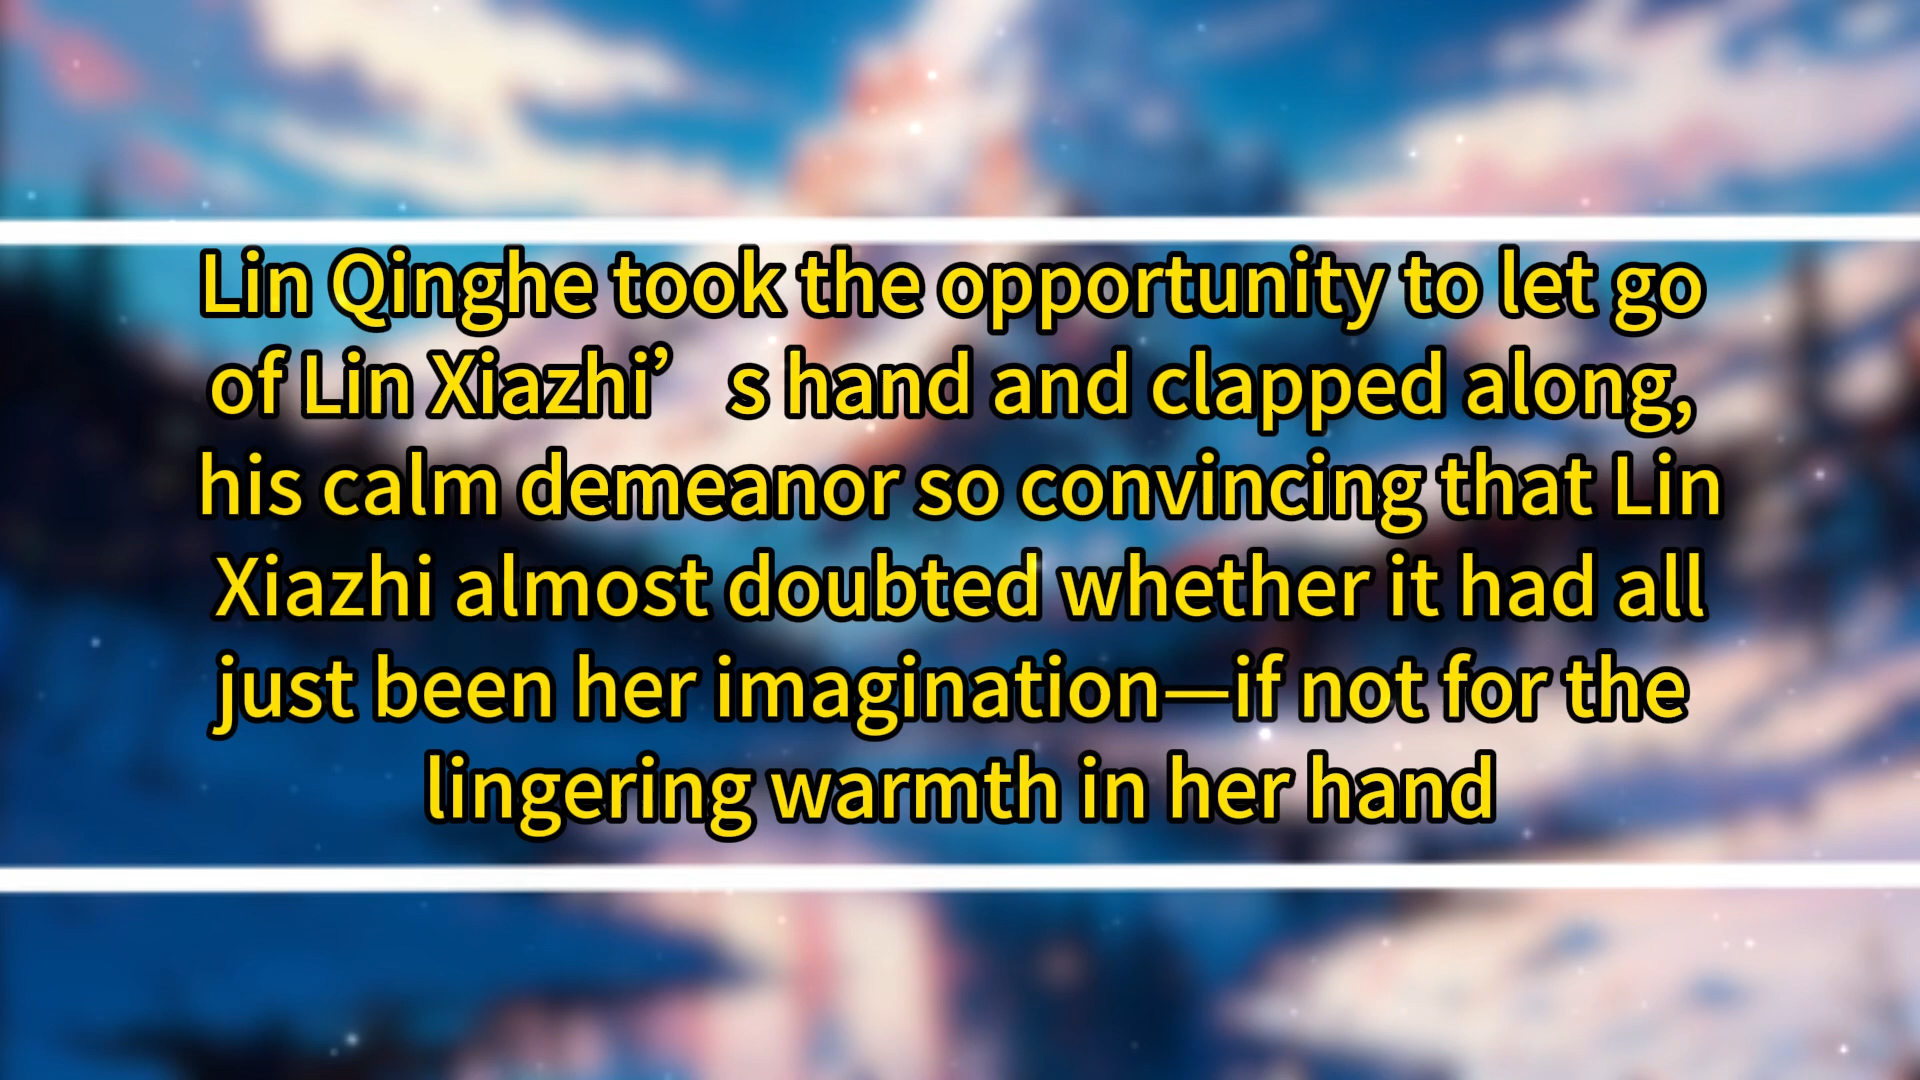 Lin Qinghe took the opportunity to let go
of Lin Xiazhi’s hand and clapped along,
his calm demeanor so convincing that Lin
Xiazhi almost doubted whether it had all
just been her imagination—if not for the
lingering warmth in her hand